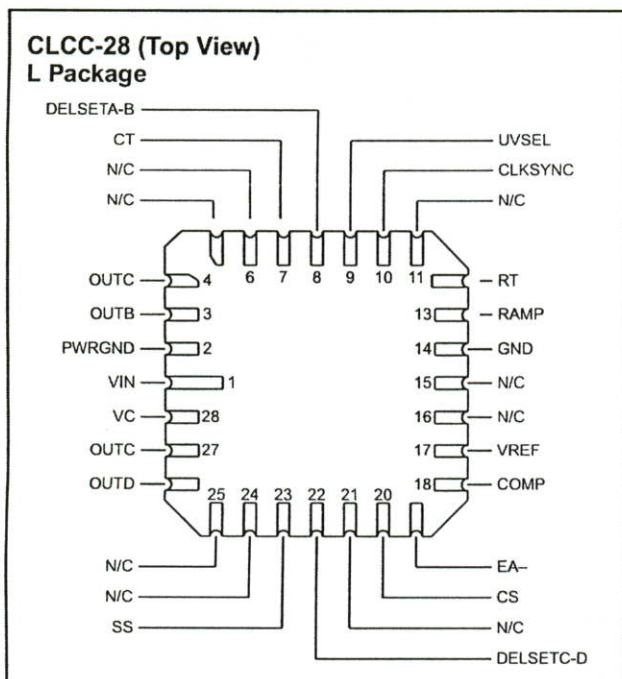 CLCC-28 (Top View)
L Package
DELSETA-B
CT
N/C
N/C
UVSEL
CLKSYNC
N/C
6 7 8 9 10 11
OUTC 4
OUTB 3
PWRGND 2
VIN 1
VC 28
OUTC 27
OUTD
RT
13 RAMP
14 GND
15 N/C
16 N/C
17 VREF
18 COMP
25 24 23 22 21 20
N/C
N/C
SS
EA–
CS
N/C
DELSETC-D